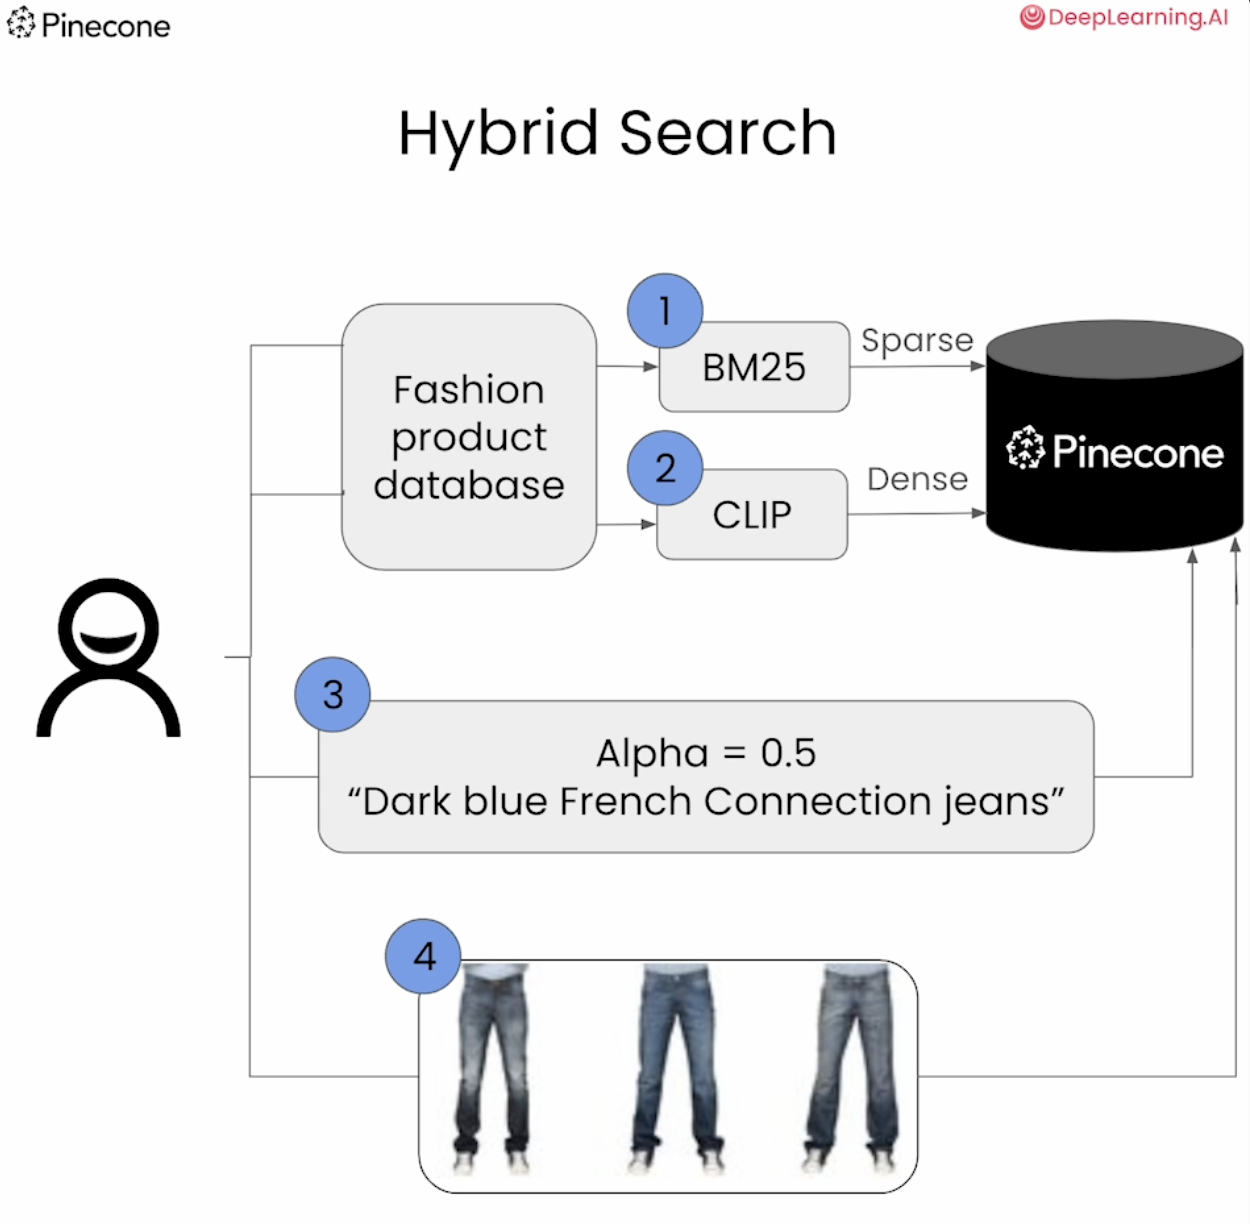 Pinecone
DeepLearning.AI
Hybrid Search
Fashion
product
database
1
BM25
Sparse
2
CLIP
Dense
Pinecone
3
Alpha = 0.5
“Dark blue French Connection jeans”
4